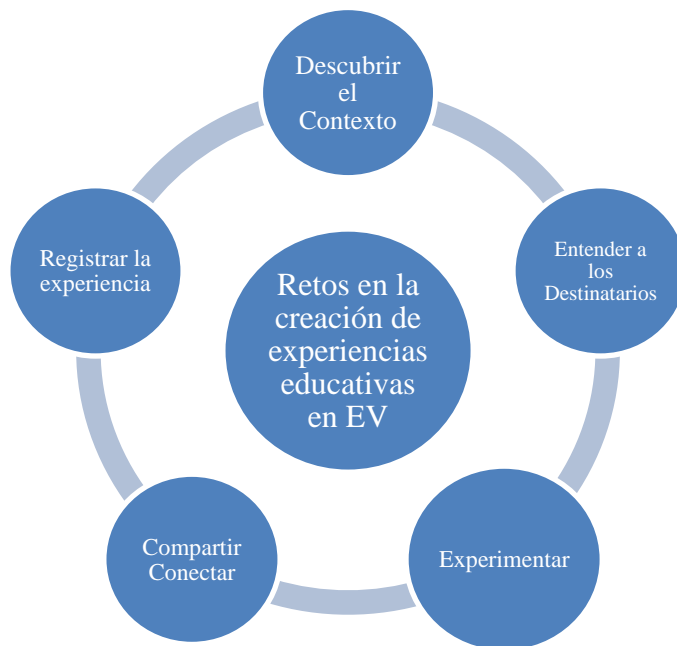 Descubrir
el
Contexto
Entender a
los
Destinatarios
Experimentar
Compartir
Conectar
Registrar la
experiencia
Retos en la
creación de
experiencias
educativas
en EV